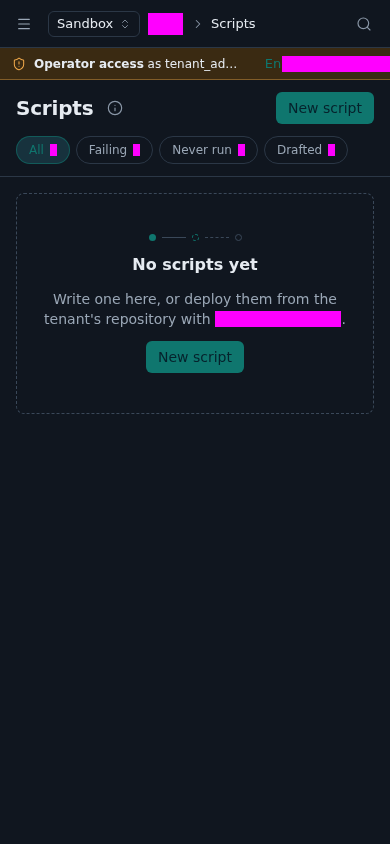 Sandbox
Scripts
Operator access as tenant_ad...
En
Scripts
New script
All
Failing
Never run
Drafted
No scripts yet
Write one here, or deploy them from the
tenant's repository with .
New script